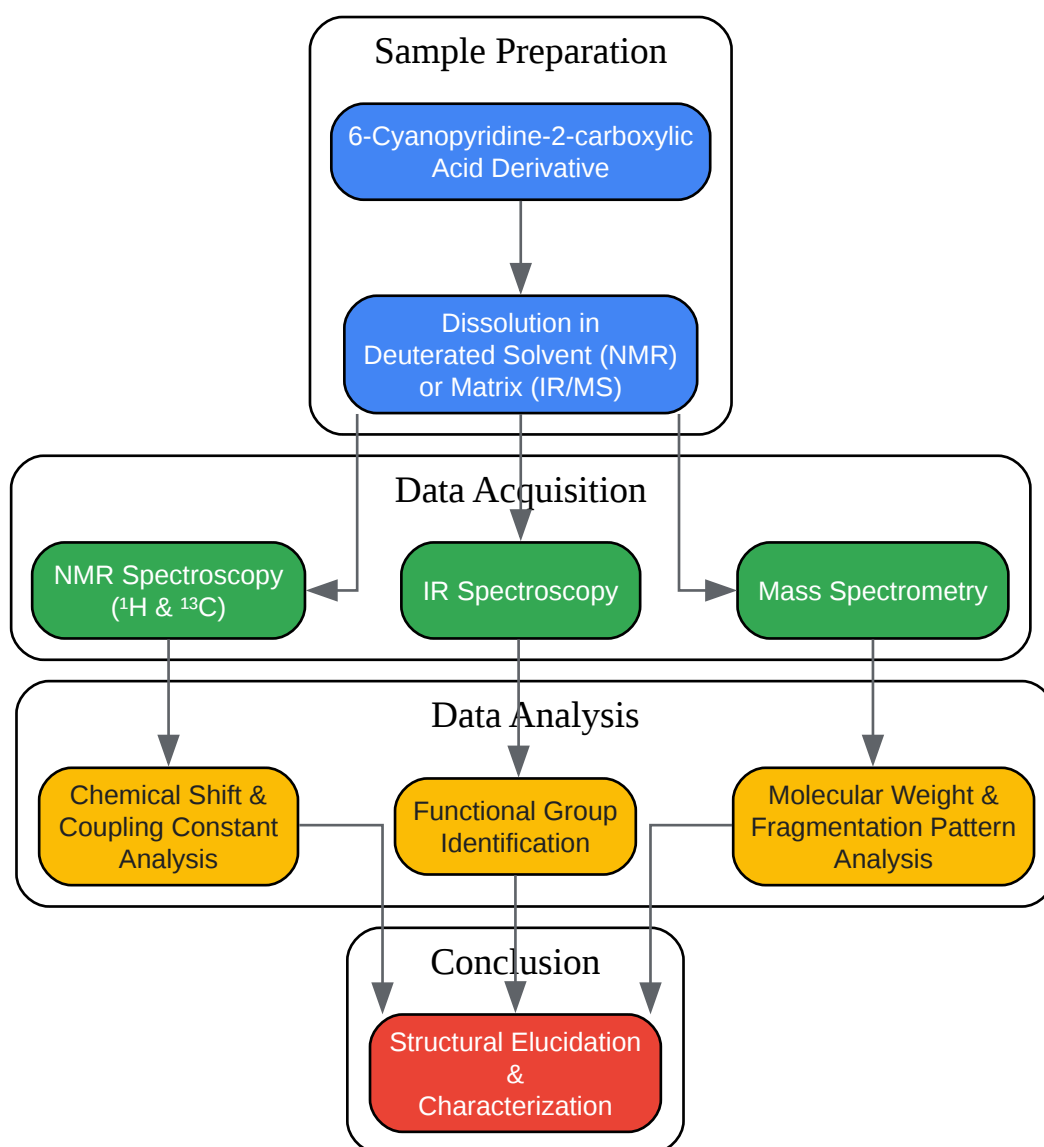 Sample Preparation
6-Cyanopyridine-2-carboxylic
Acid Derivative
Dissolution in
Deuterated Solvent (NMR)
or Matrix (IR/MS)
Data Acquisition
NMR Spectroscopy
(¹H & ¹³C)
IR Spectroscopy
Mass Spectrometry
Data Analysis
Chemical Shift &
Coupling Constant
Analysis
Functional Group
Identification
Molecular Weight &
Fragmentation Pattern
Analysis
Conclusion
Structural Elucidation
&
Characterization